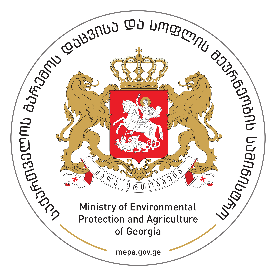 საქართველოს გარემოს დაცვისა და სოფლის მეურნეობის სამინისტრო
Ministry of Environmental
Protection and Agriculture
of Georgia
mepa.gov.ge